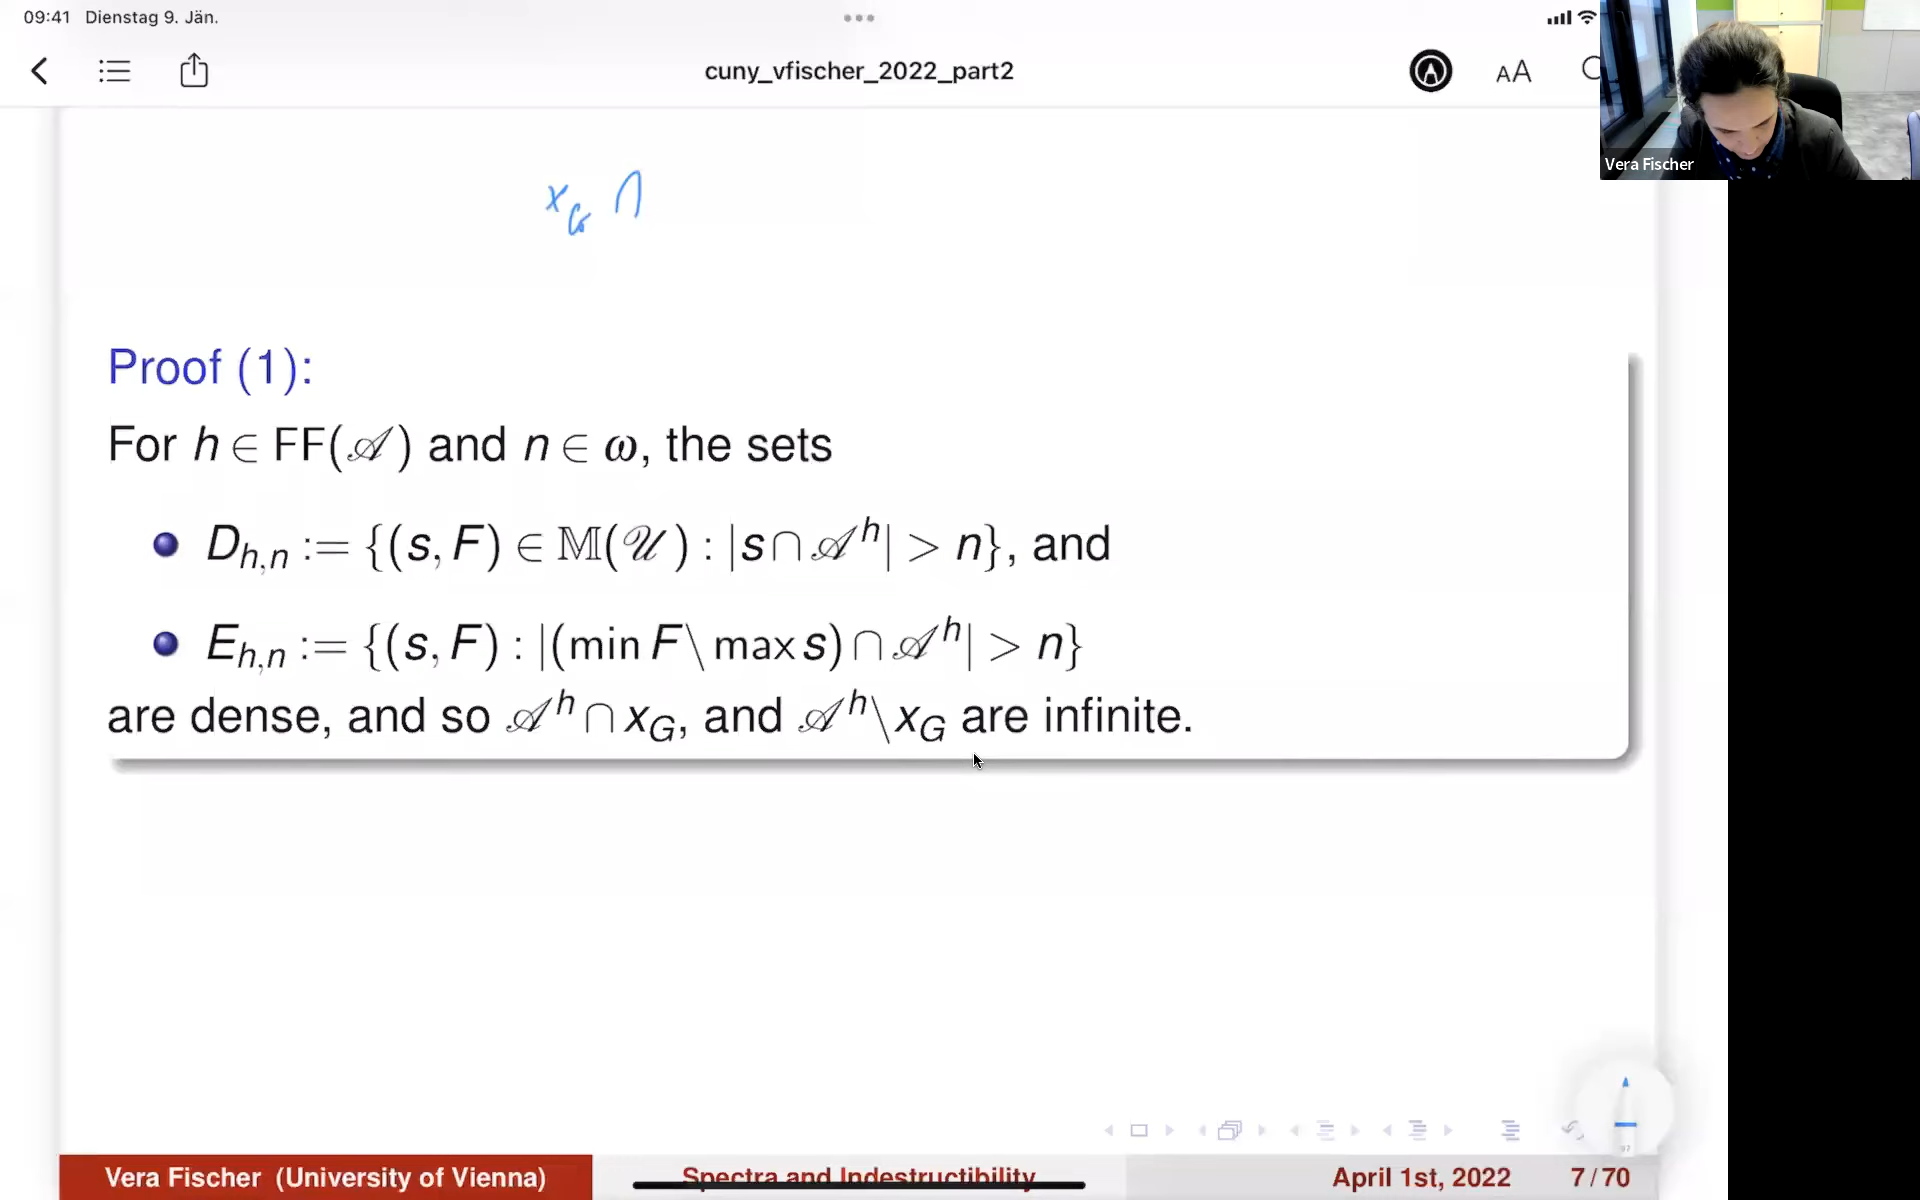 09:41 Dienstag 9. Jän.
cuny_vfischer_2022_part2
AA
Vera Fischer
x_G ∩
Proof (1):
For h ∈ FF(𝒜) and n ∈ ω, the sets
D_{h,n} := {(s, F) ∈ 𝕄(𝒰) : |s ∩ 𝒜^h| > n}, and
E_{h,n} := {(s, F) : |(min F \ max s) ∩ 𝒜^h| > n}
are dense, and so 𝒜^h ∩ x_G, and 𝒜^h \ x_G are infinite.
Vera Fischer (University of Vienna) Spectra and Indestructibility April 1st, 2022 7 / 70